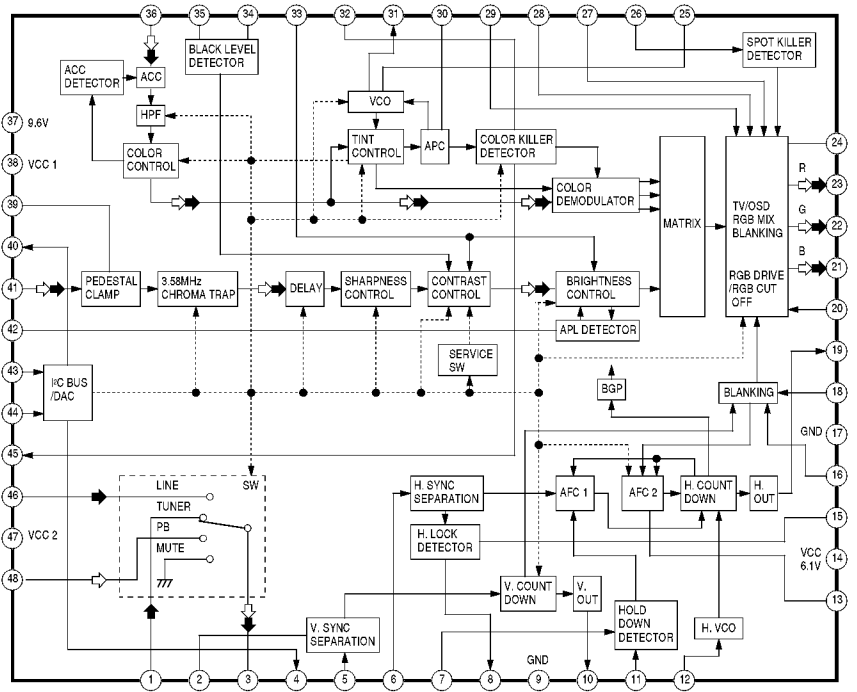 36 35 34 33 32 31 30 29 28 27 26 25
BLACK LEVEL
DETECTOR
SPOT KILLER
DETECTOR
ACC
DETECTOR
ACC
HPF
COLOR
CONTROL
VCO
TINT
CONTROL
APC
COLOR KILLER
DETECTOR
COLOR
DEMODULATOR
MATRIX
TV/OSD
RGB MIX
BLANKING
RGB DRIVE
/RGB CUT
OFF
37 9.6V
38 VCC 1
39
40
41
42
43
44
45
46
47 VCC 2
48
24
R
23
G
22
B
21
20
19
18
GND 17
16
15
VCC
6.1V
14
13
PEDESTAL
CLAMP
3.58MHz
CHROMA TRAP
DELAY
SHARPNESS
CONTROL
CONTRAST
CONTROL
BRIGHTNESS
CONTROL
APL DETECTOR
SERVICE
SW
I²C BUS
/DAC
BGP
BLANKING
LINE
SW
TUNER
PB
MUTE
H. SYNC
SEPARATION
AFC 1
AFC 2
H. COUNT
DOWN
H.
OUT
H. LOCK
DETECTOR
V. COUNT
DOWN
V.
OUT
HOLD
DOWN
DETECTOR
H. VCO
V. SYNC
SEPARATION
GND
1 2 3 4 5 6 7 8 9 10 11 12